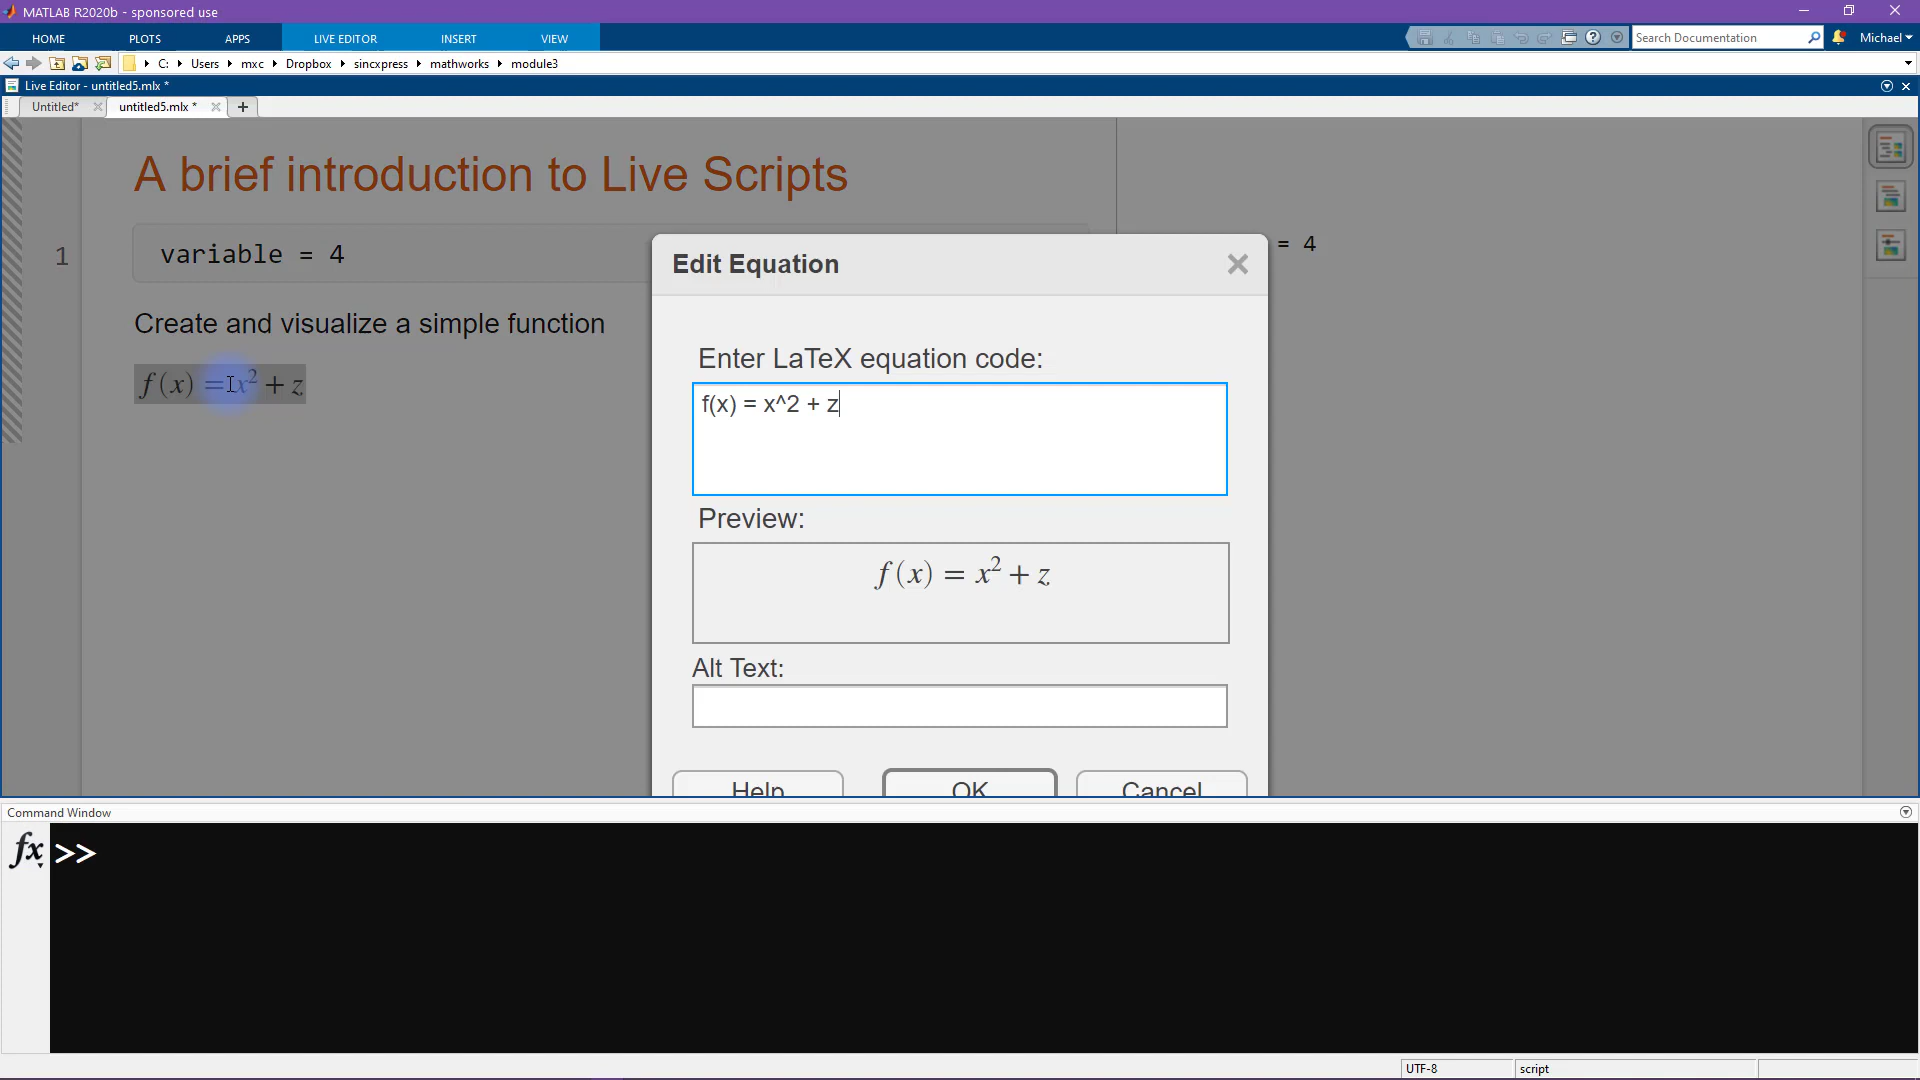 MATLAB R2020b - sponsored use
HOME PLOTS APPS LIVE EDITOR INSERT VIEW Search Documentation Michael
C: Users mxc Dropbox sincxpress mathworks module3
Live Editor - untitled5.mlx *
Untitled* untitled5.mlx *
A brief introduction to Live Scripts
1 variable = 4
= 4
Create and visualize a simple function
f(x) = x² + z
Edit Equation
Enter LaTeX equation code:
f(x) = x^2 + z
Preview:
f(x) = x² + z
Alt Text:
Help OK Cancel
Command Window
fx >>
UTF-8 script